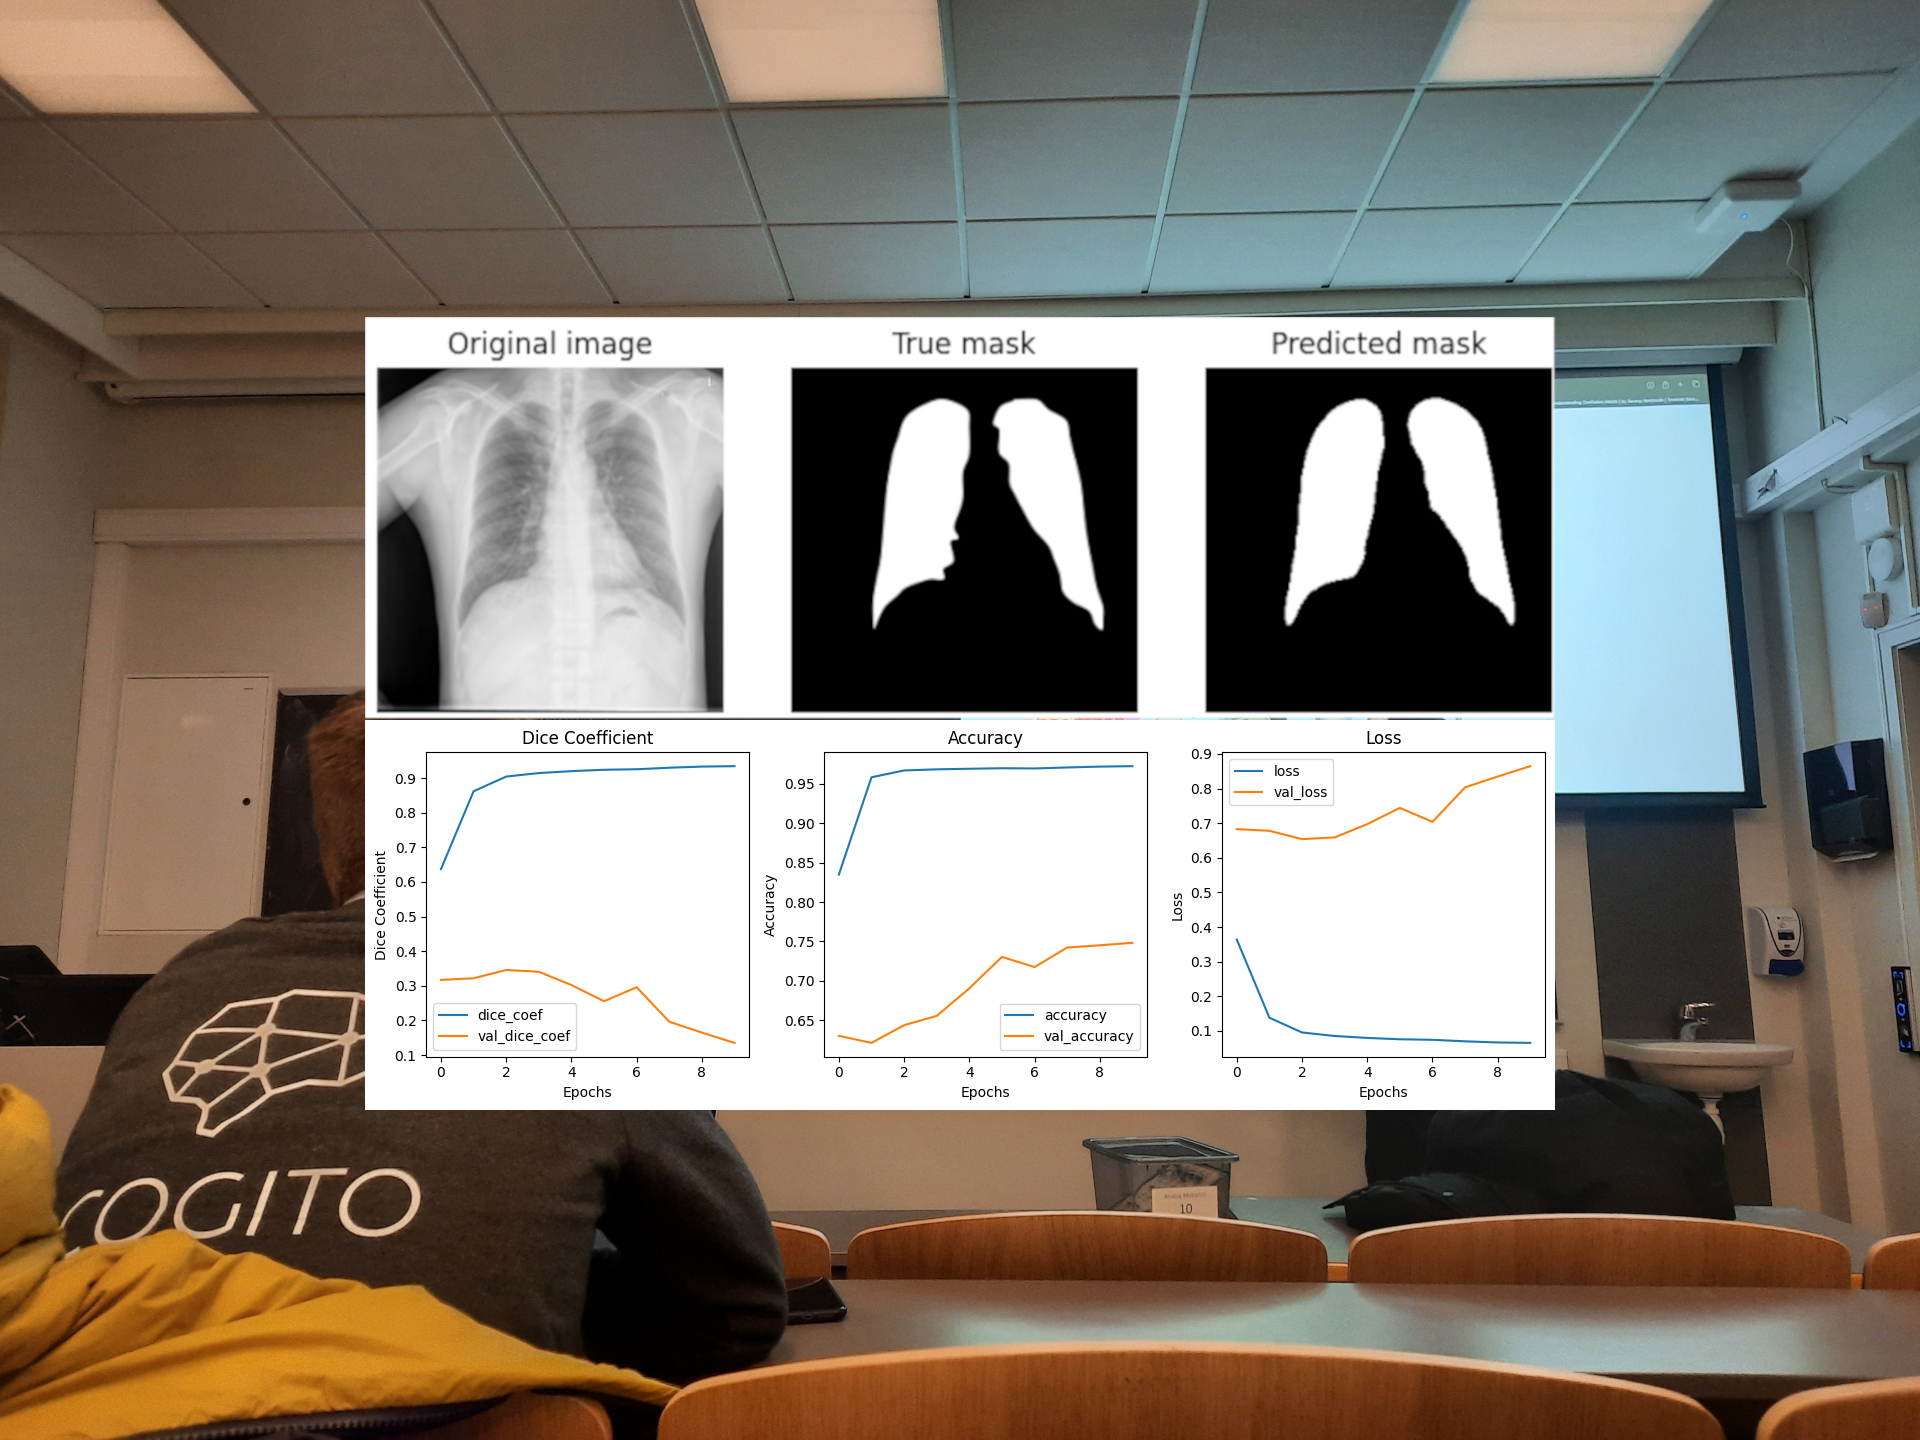 Original image
True mask
Predicted mask
Dice Coefficient
Accuracy
Loss
Dice Coefficient
0.9
0.8
0.7
0.6
0.5
0.4
0.3
0.2
0.1
dice_coef
val_dice_coef
0 2 4 6 8
Epochs
Accuracy
0.95
0.90
0.85
0.80
0.75
0.70
0.65
accuracy
val_accuracy
0 2 4 6 8
Epochs
Loss
0.9
0.8
0.7
0.6
0.5
0.4
0.3
0.2
0.1
loss
val_loss
0 2 4 6 8
Epochs
COGITO
10